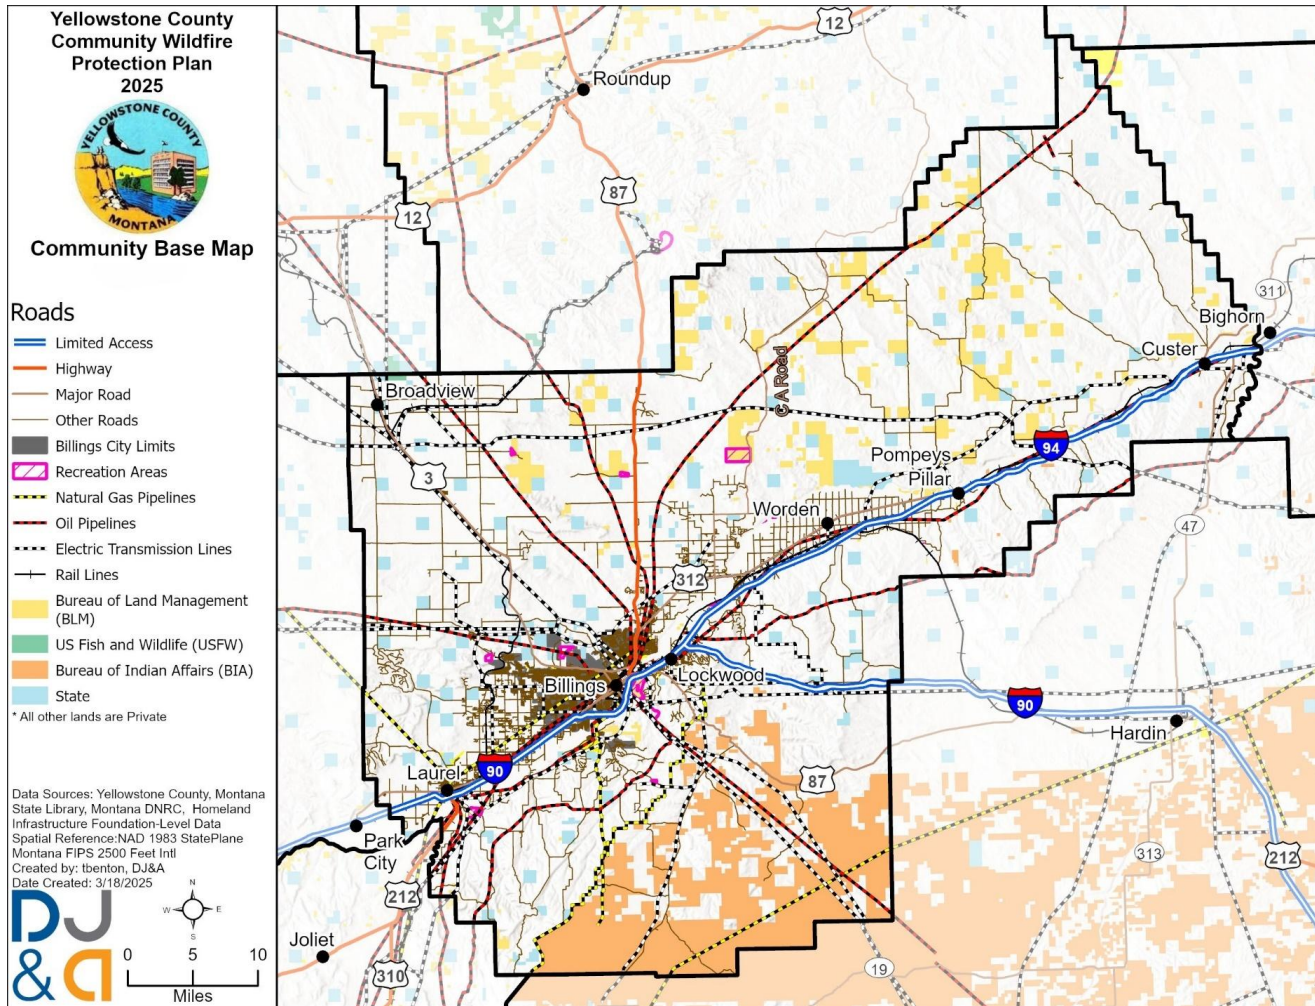 Yellowstone County
Community Wildfire
Protection Plan
2025
YELLOWSTONE COUNTY
MONTANA
Community Base Map
Roads
Limited Access
Highway
Major Road
Other Roads
Billings City Limits
Recreation Areas
Natural Gas Pipelines
Oil Pipelines
Electric Transmission Lines
Rail Lines
Bureau of Land Management
(BLM)
US Fish and Wildlife (USFW)
Bureau of Indian Affairs (BIA)
State
* All other lands are Private
Data Sources: Yellowstone County, Montana
State Library, Montana DNRC, Homeland
Infrastructure Foundation-Level Data
Spatial Reference:NAD 1983 StatePlane
Montana FIPS 2500 Feet Intl
Created by: tbenton, DJ&A
Date Created: 3/18/2025
DJ
&a
N
W
E
S
0
5
10
Miles
12
Roundup
87
12
311
Bighorn
Custer
C A Road
Broadview
94
3
Pompeys
Pillar
Worden
47
312
Billings
Lockwood
90
Hardin
Laurel
90
87
Park
City
313
212
212
Joliet
310
19